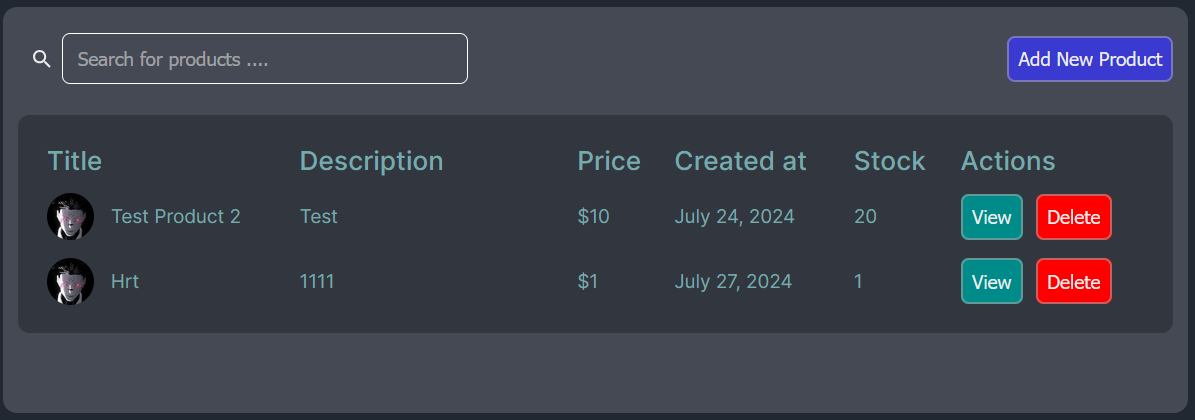 Search for products ....
Add New Product
Title Description Price Created at Stock Actions
Test Product 2 Test $10 July 24, 2024 20 View Delete
Hrt 1111 $1 July 27, 2024 1 View Delete